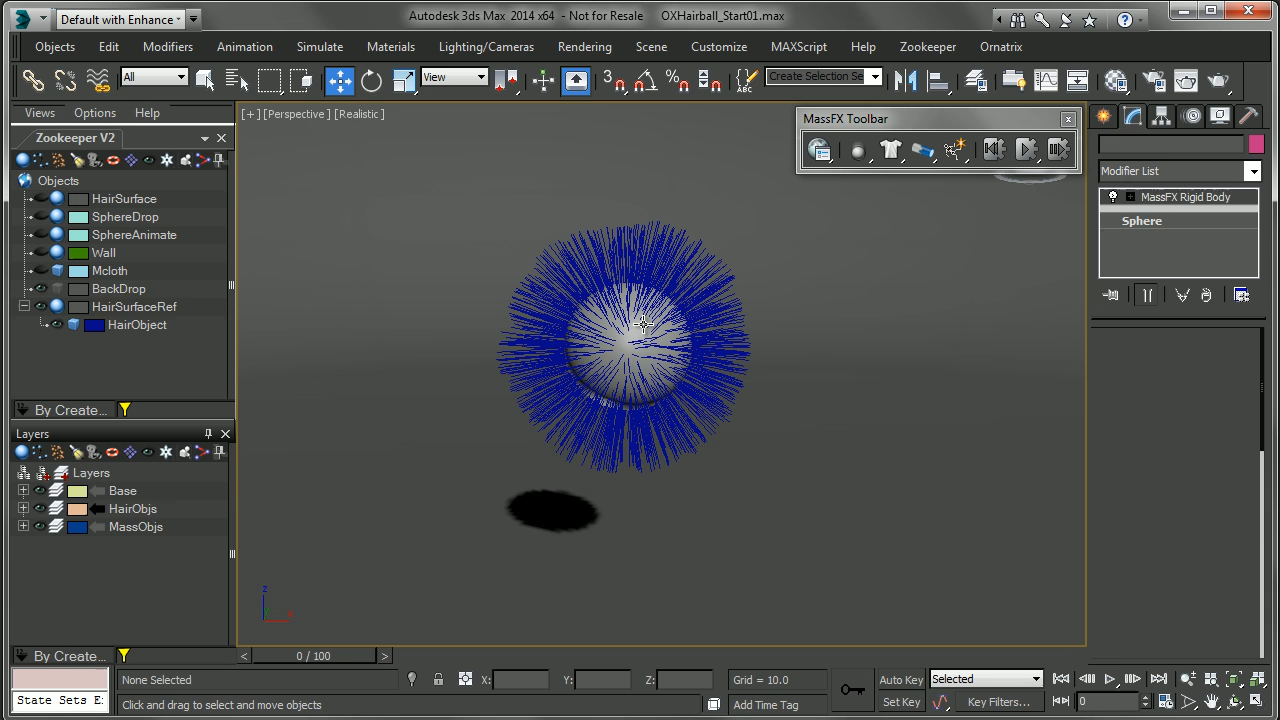 Default with Enhance
Autodesk 3ds Max 2014 x64 - Not for Resale OXHairball_Start01.max
Objects Edit Modifiers Animation Simulate Materials Lighting/Cameras Rendering Scene Customize MAXScript Help Zookeeper Ornatrix
All View 3 % ABC Create Selection Se
Views Options Help
[+] [Perspective] [Realistic]
MassFX Toolbar
Zookeeper V2
Modifier List
Objects
HairSurface
SphereDrop
SphereAnimate
Wall
Mcloth
BackDrop
HairSurfaceRef
HairObject
MassFX Rigid Body
Sphere
By Create...
Layers
Layers
Base
HairObjs
MassObjs
z
By Create...
< 0 / 100 >
None Selected X: Y: Z: Grid = 10.0 Auto Key Selected
State Sets E:
Click and drag to select and move objects Add Time Tag Set Key Key Filters... 0